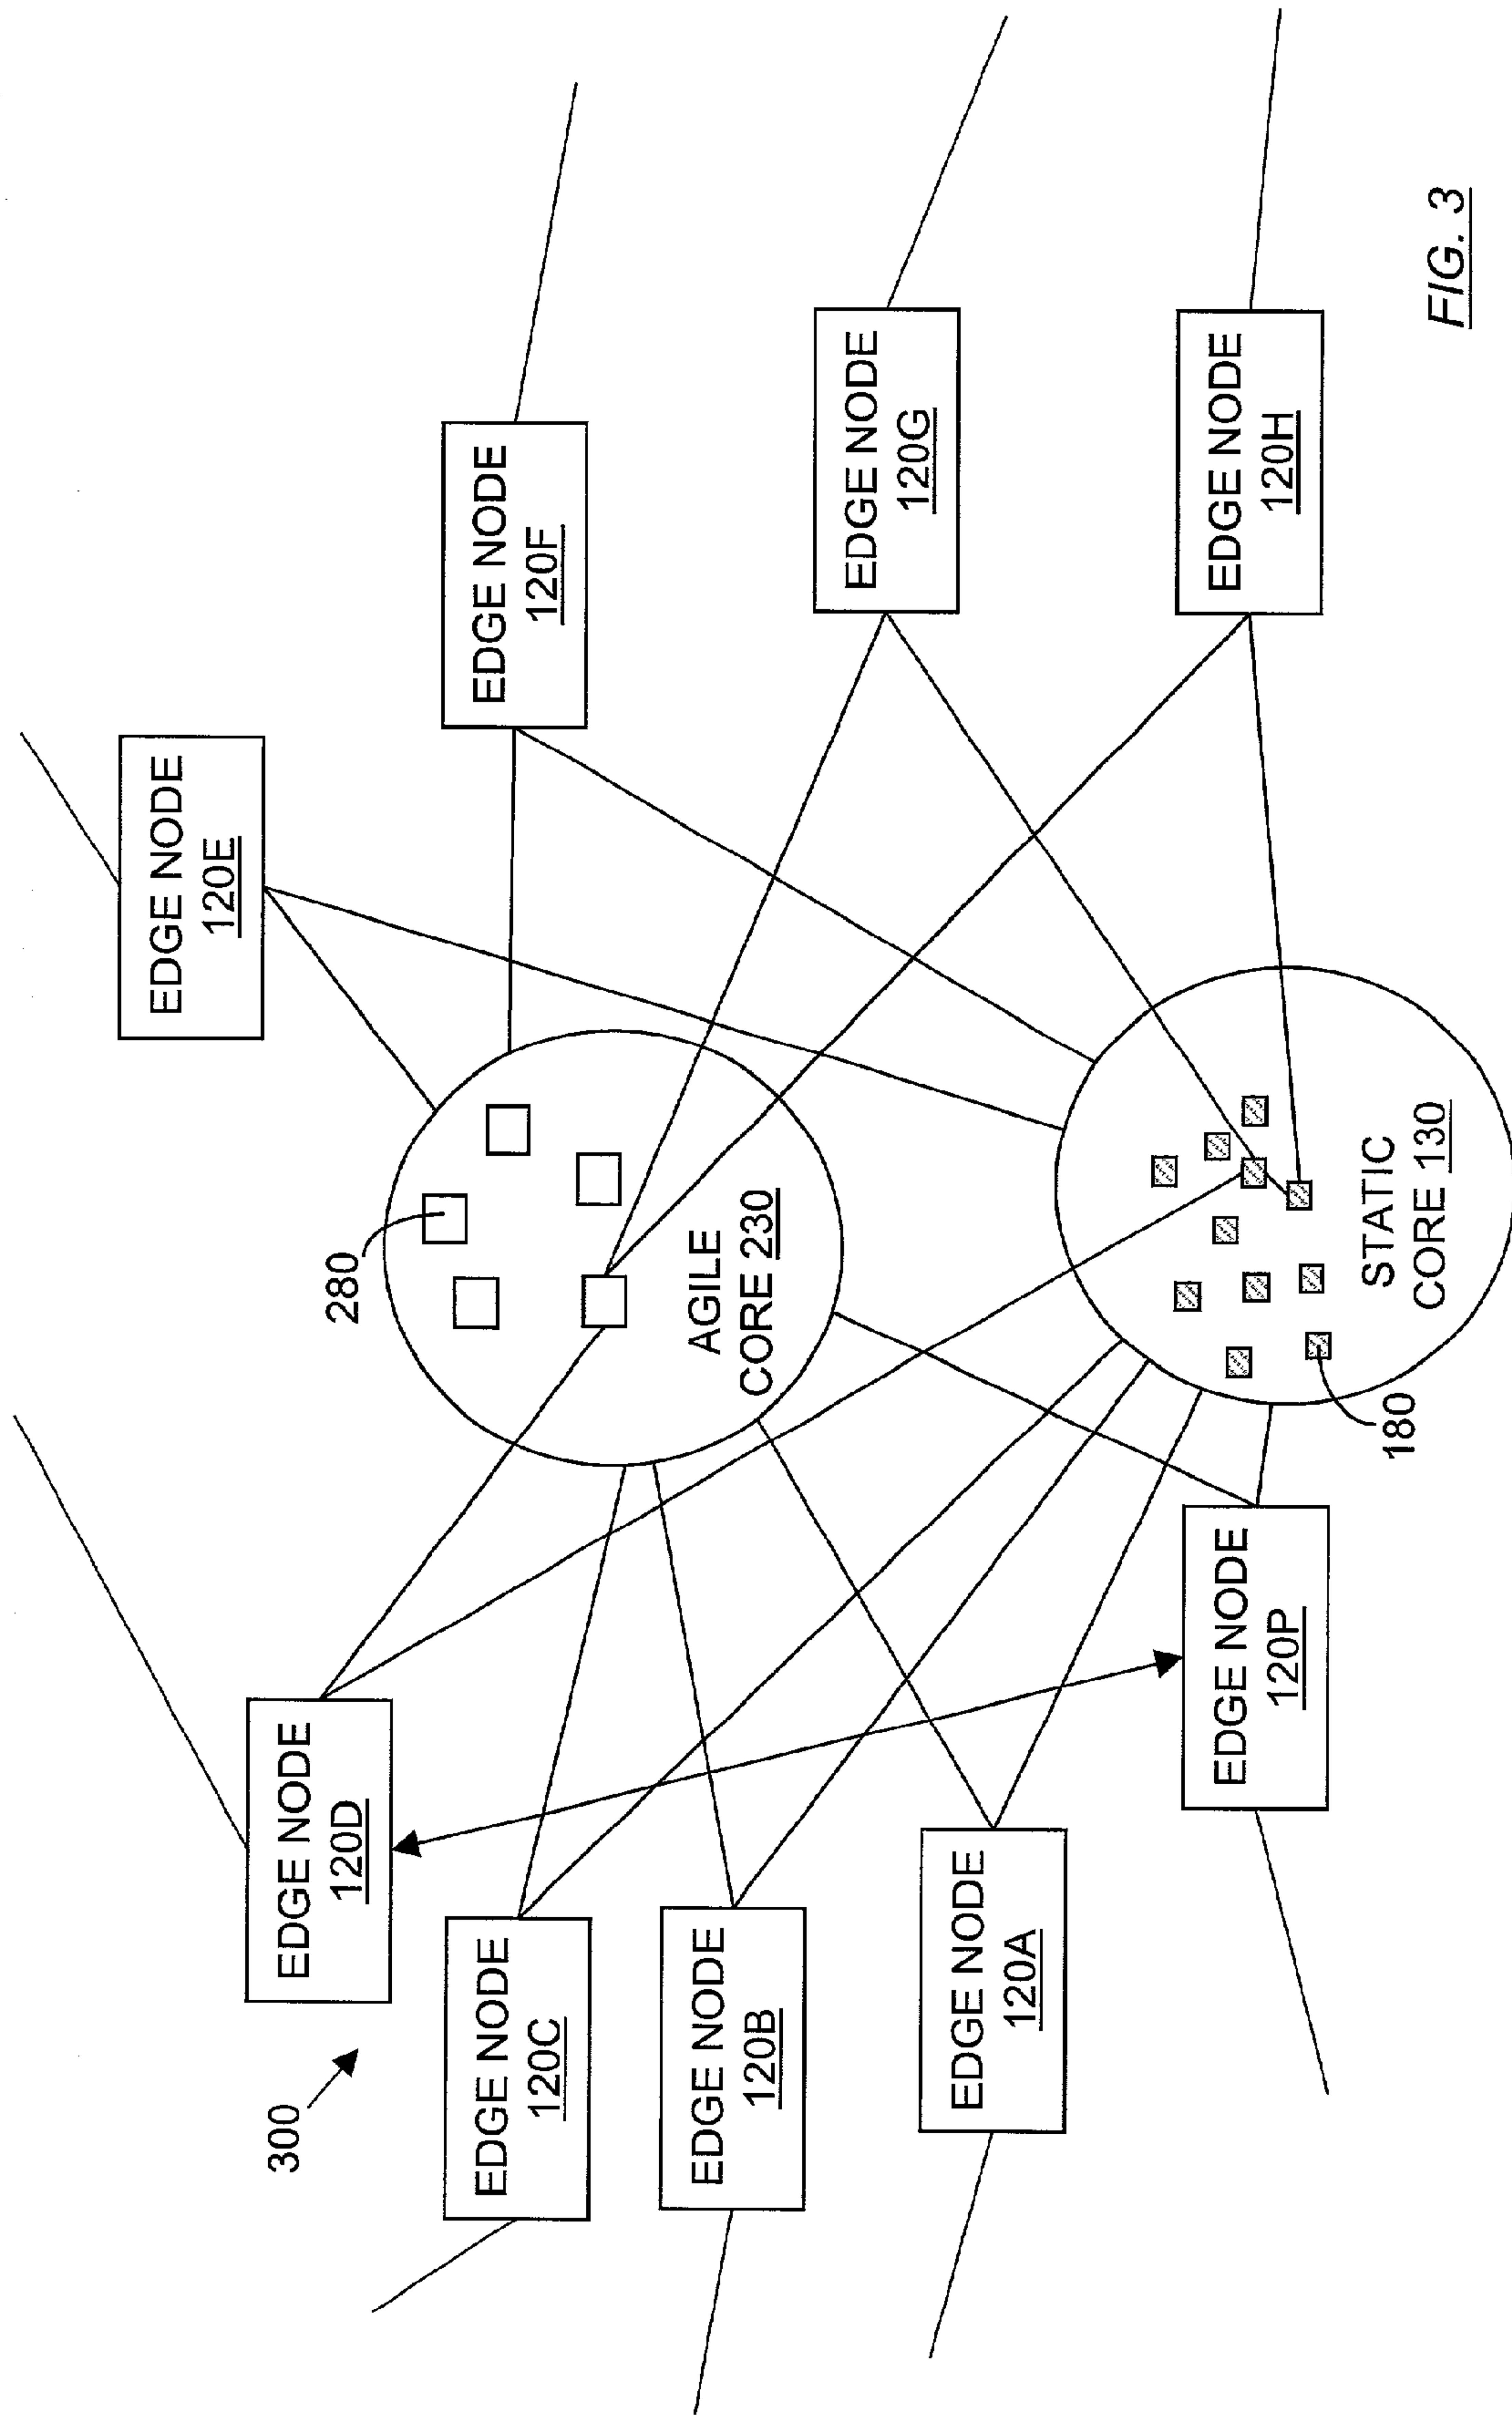 300
EDGE NODE
120D
EDGE NODE
120C
EDGE NODE
120B
EDGE NODE
120A
EDGE NODE
120P
280
AGILE
CORE 230
180
STATIC
CORE 130
EDGE NODE
120E
EDGE NODE
120F
EDGE NODE
120G
EDGE NODE
120H
FIG. 3